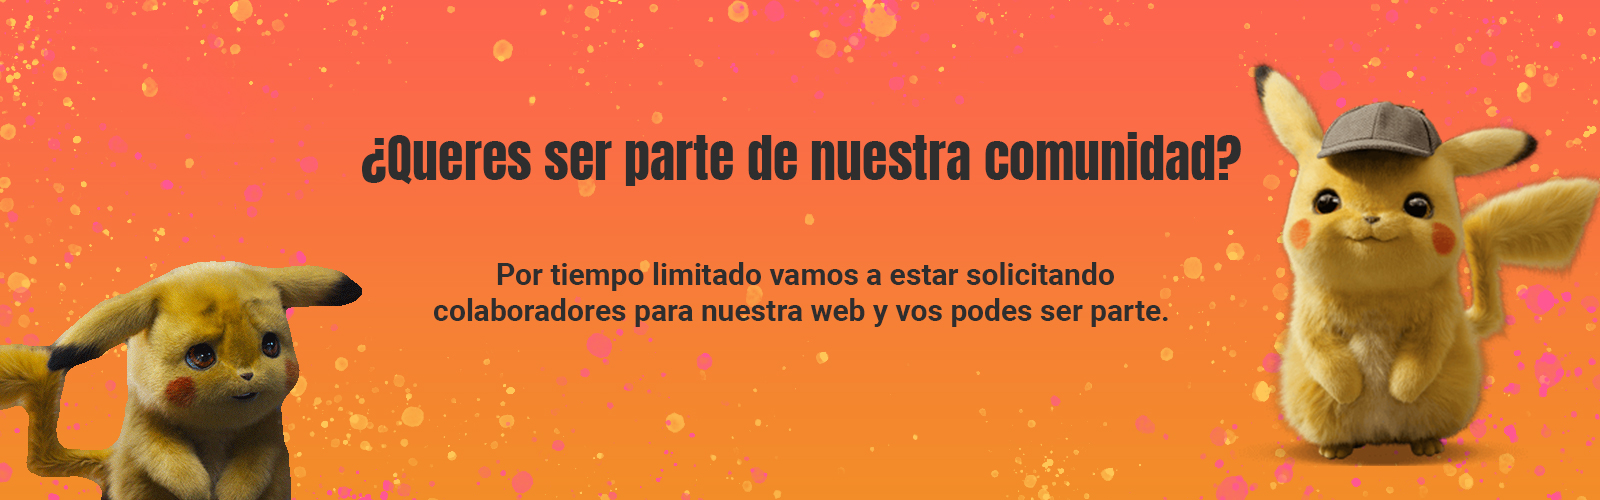 ¿Queres ser parte de nuestra comunidad?
Por tiempo limitado vamos a estar solicitando
colaboradores para nuestra web y vos podes ser parte.